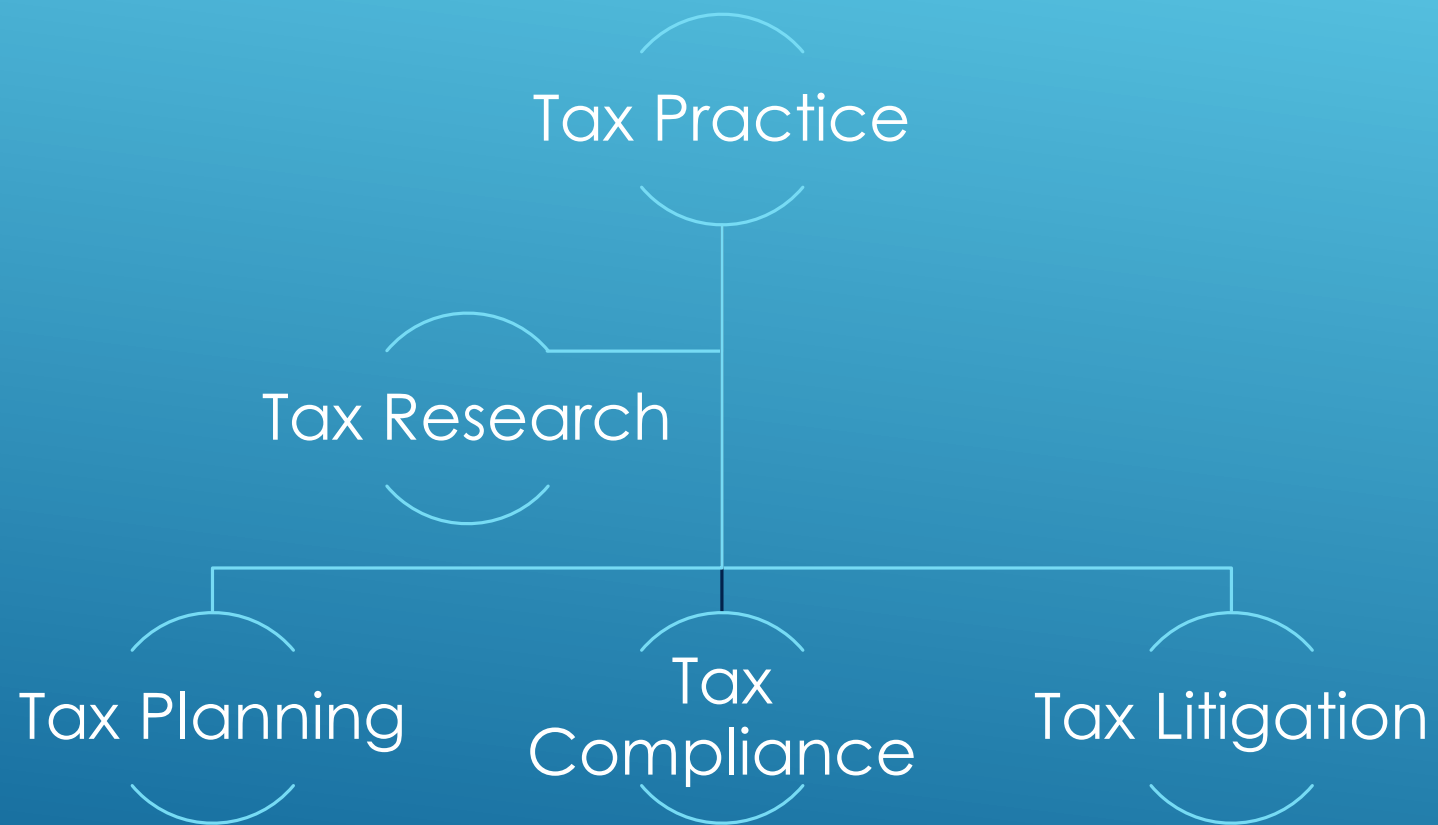 Tax Practice
Tax Research
Tax Planning
Tax
Compliance
Tax Litigation